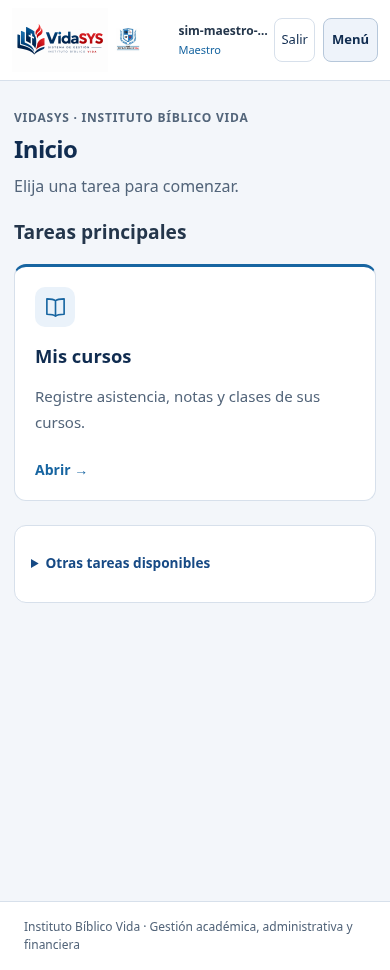 VidaSYS
sim-maestro-...
Maestro
Salir
Menú
VIDASYS · INSTITUTO BÍBLICO VIDA
Inicio
Elija una tarea para comenzar.
Tareas principales
Mis cursos
Registre asistencia, notas y clases de sus
cursos.
Abrir →
Otras tareas disponibles
Instituto Bíblico Vida · Gestión académica, administrativa y
financiera